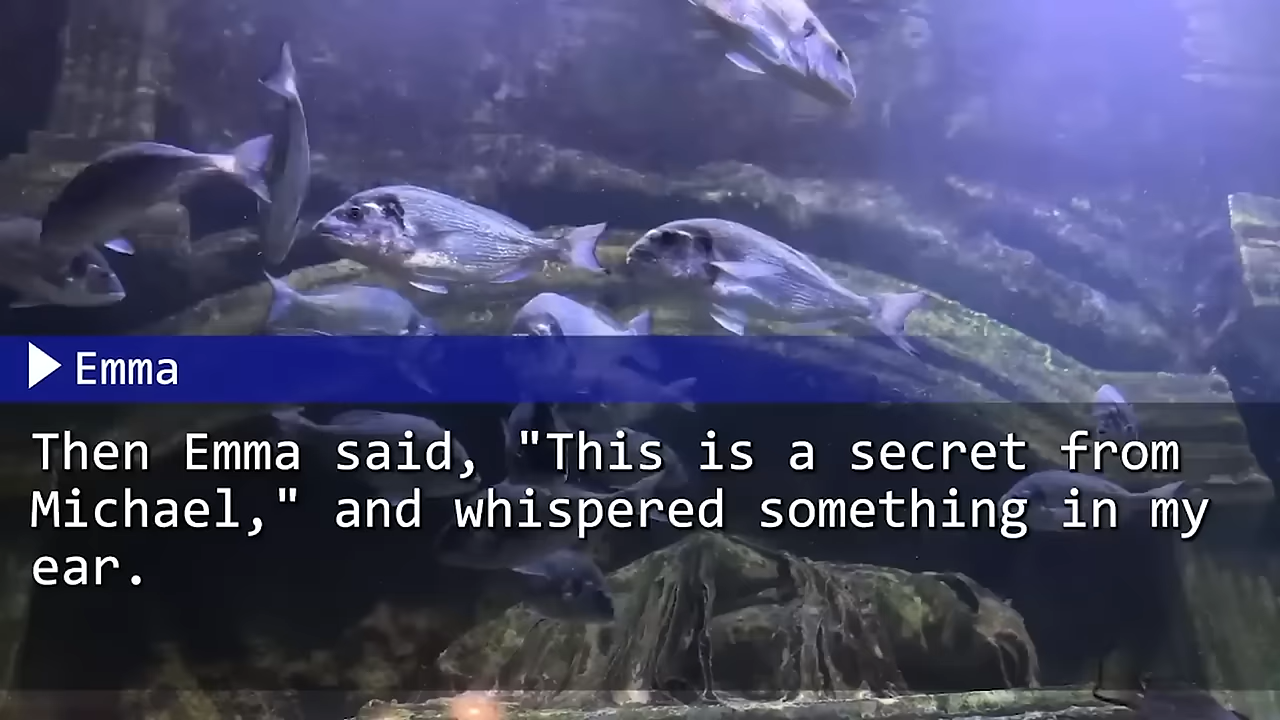 Emma
Then Emma said, "This is a secret from
Michael," and whispered something in my
ear.